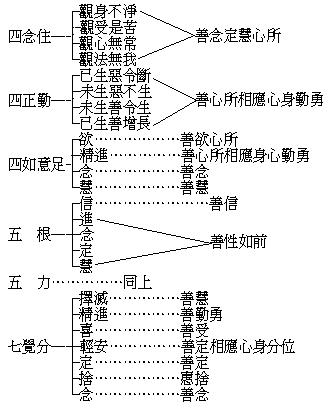 觀身不淨
觀受是苦
四念住 善念定慧心所
觀心無常
觀法無我
已生惡令斷
未生惡不生
四正勤 善心所相應心身勤勇
未生善令生
已生善增長
欲………………善欲心所
精進……………善心所相應身心勤勇
四如意足
念………………善念
慧………………善慧
信…………………善信
進
五 根 念 善性如前
定
慧
五 力…………同上
擇滅……………善慧
精進……………善勤勇
喜………………善受
七覺分 輕安……………善定相應心身分位
定………………善定
捨………………惠捨
念………………善念